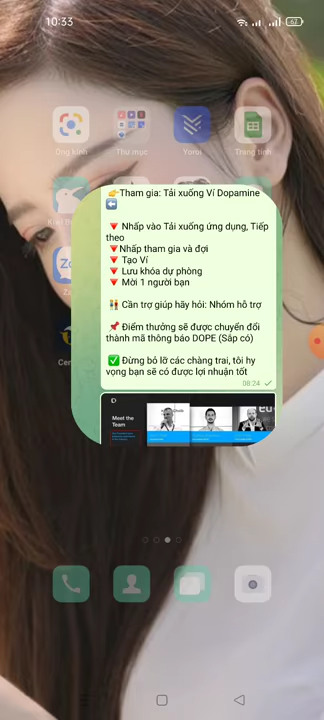 10:33
67
Ống kính
Thư mục
Yoroi
Trang tính
👉Tham gia: Tải xuống Ví Dopamine
⬅️
🔻 Nhấp vào Tải xuống ứng dụng, Tiếp
theo
🔻Nhấp tham gia và đợi
🔻 Tạo Ví
🔻 Lưu khóa dự phòng
🔻 Mời 1 người bạn
👫 Cần trợ giúp hãy hỏi: Nhóm hỗ trợ
📌 Điểm thưởng sẽ được chuyển đổi
thành mã thông báo DOPE (Sắp có)
✅ Đừng bỏ lỡ các chàng trai, tôi hy
vọng bạn sẽ có được lợi nhuận tốt
08:24
Meet the
Team